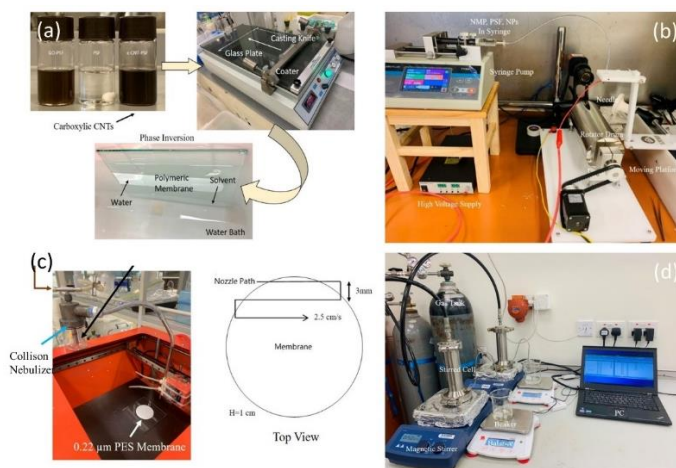 (a)
PSF
Carboxylic CNTs
Casting Knife
Glass Plate
Coater
Phase Inversion
Polymeric
Membrane
Solvent
Water
Water Bath
(b)
NMP, PSF, NPs
In Syringe
Syringe Pump
Needle
Rotator Drum
Moving Platform
High Voltage Supply
(c)
Collison
Nebulizer
0.22 µm PES Membrane
Nozzle Path
3mm
2.5 cm/s
Membrane
H=1 cm
Top View
(d)
Gas Tank
Stirred Cell
PC
Beaker
Balance
Magnetic Stirrer